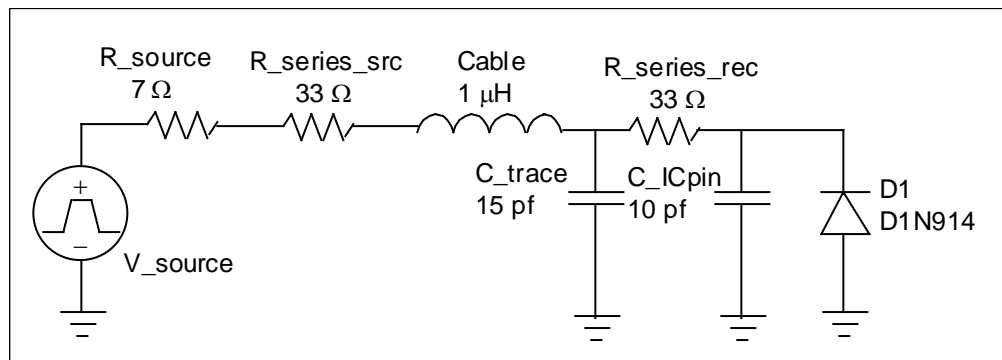 R_source
7 Ω
R_series_src
33 Ω
Cable
1 μH
R_series_rec
33 Ω
C_trace
15 pf
C_ICpin
10 pf
D1
D1N914
+
−
V_source